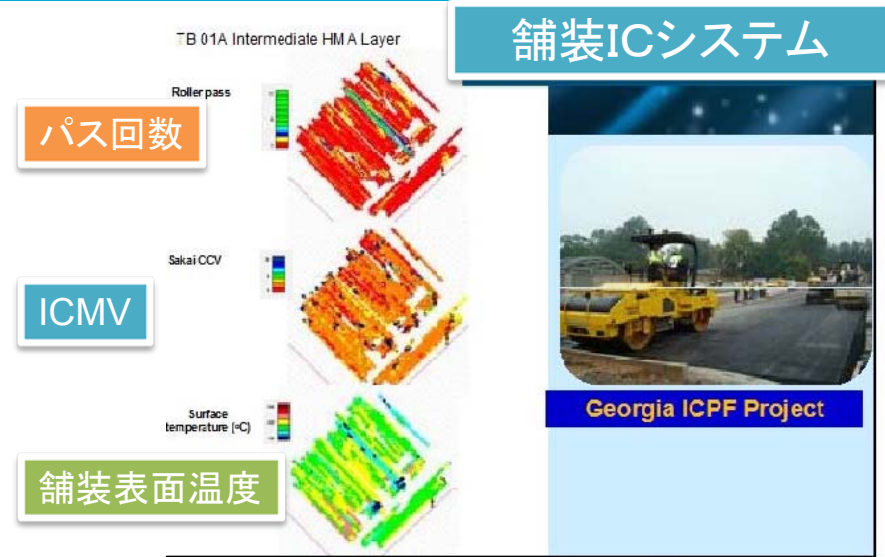 舗装ICシステム
TB 01A Intermediate HMA Layer
Roller pass
パス回数
Sakai CCV
ICMV
Surface
temperature (ºC)
舗装表面温度
Georgia ICPF Project